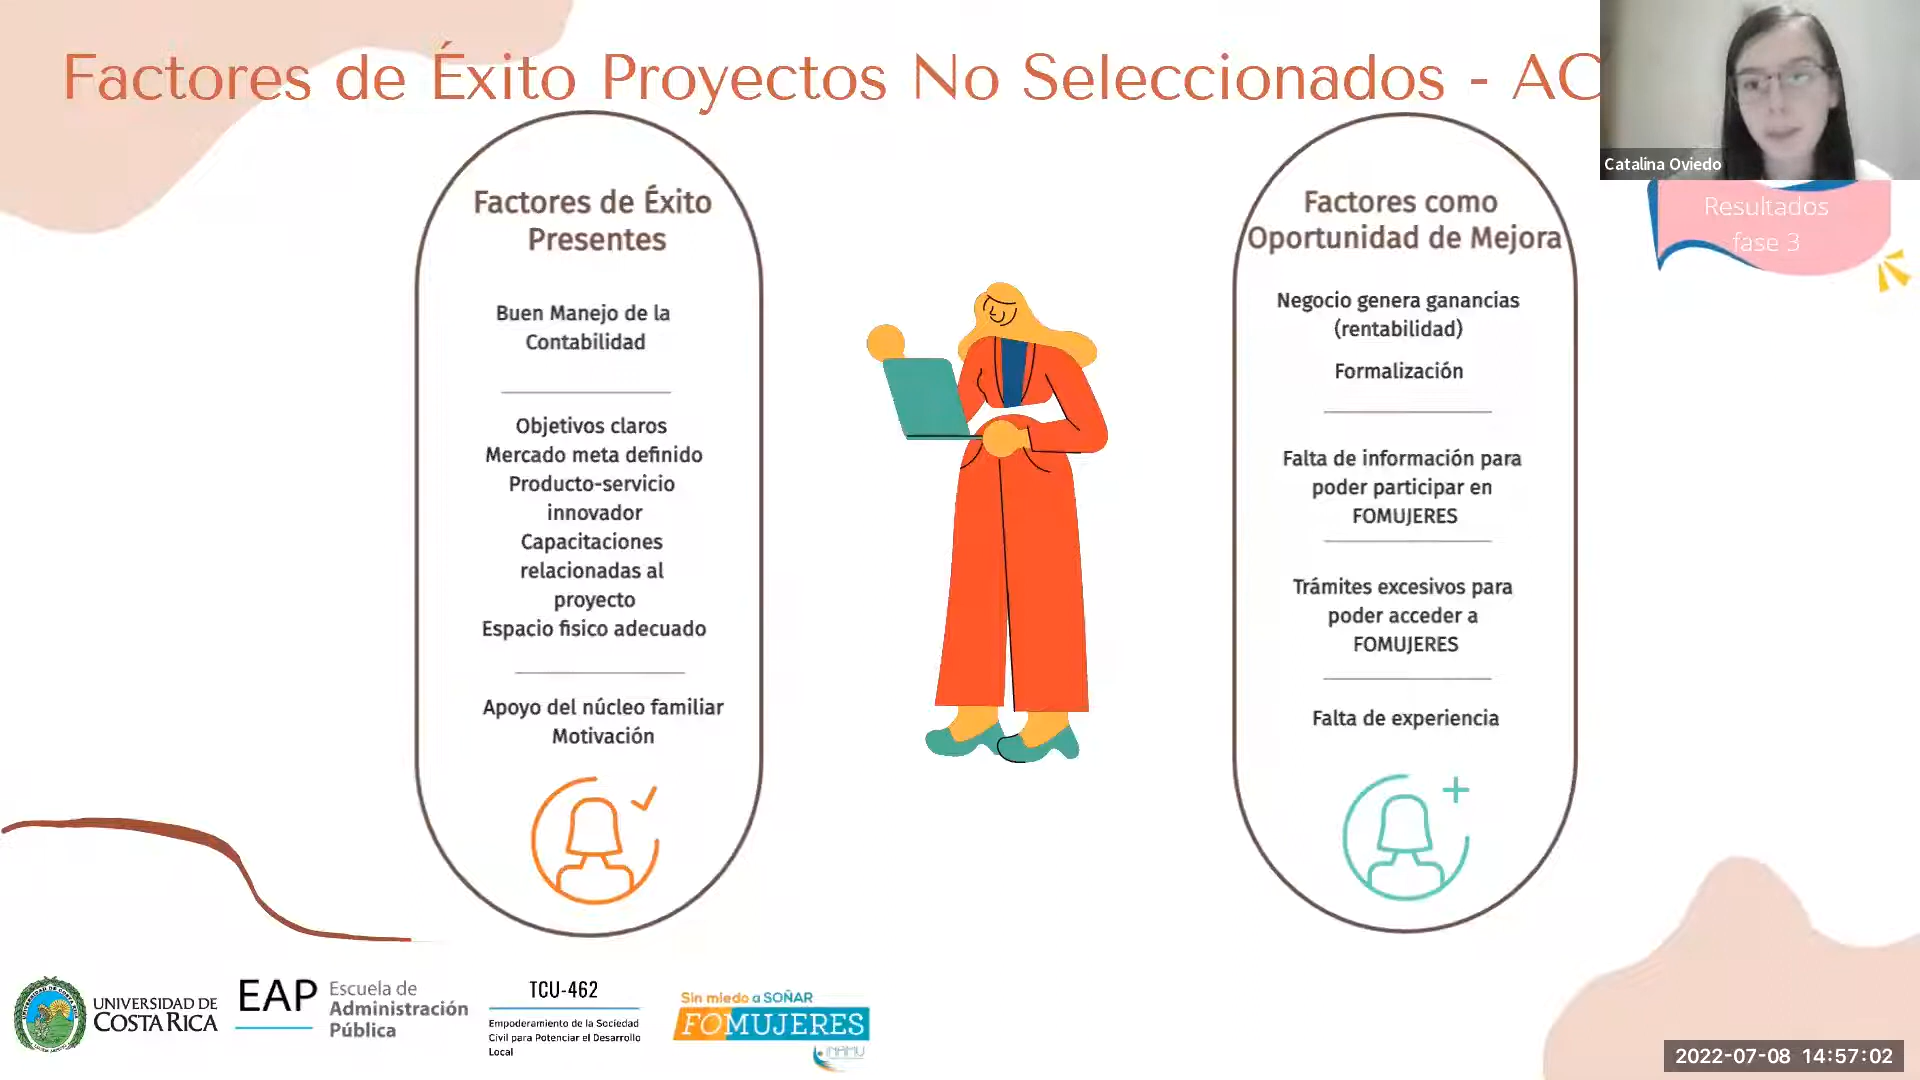 Factores de Éxito Proyectos No Seleccionados - AC
Catalina Oviedo
Resultados
fase 3
Factores de Éxito
Presentes
Buen Manejo de la
Contabilidad
Objetivos claros
Mercado meta definido
Producto-servicio
innovador
Capacitaciones
relacionadas al
proyecto
Espacio fisico adecuado
Apoyo del núcleo familiar
Motivación
Factores como
Oportunidad de Mejora
Negocio genera ganancias
(rentabilidad)
Formalización
Falta de información para
poder participar en
FOMUJERES
Trámites excesivos para
poder acceder a
FOMUJERES
Falta de experiencia
UNIVERSIDAD DE
COSTA RICA
EAP
Escuela de
Administración
Pública
TCU-462
Empoderamiento de la Sociedad
Civil para Potenciar el Desarrollo
Local
Sin miedo a SOÑAR
FOMUJERES
INAMU
2022-07-08 14:57:02